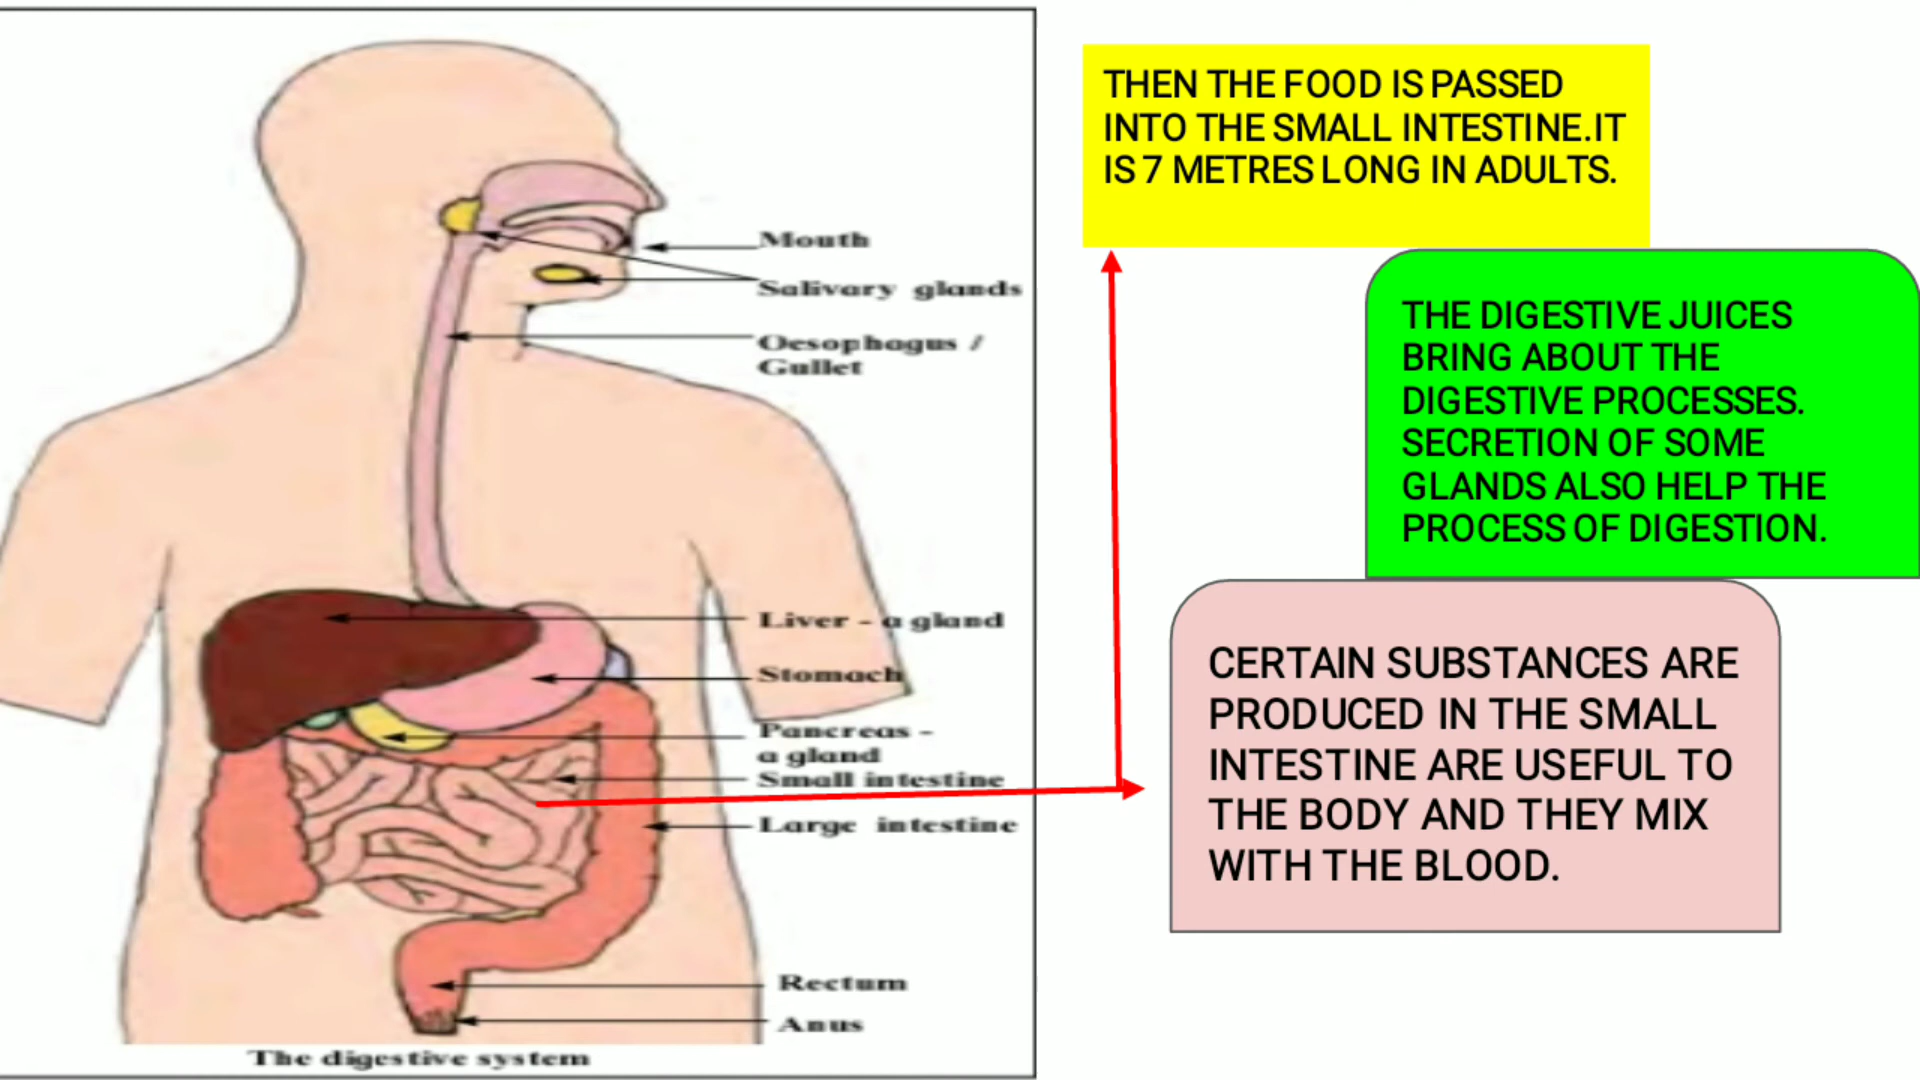 Mouth
Salivary glands
Oesophagus /
Gullet
Liver - a gland
Stomach
Pancreas -
a gland
Small intestine
Large intestine
Rectum
Anus
The digestive system
THEN THE FOOD IS PASSED
INTO THE SMALL INTESTINE.IT
IS 7 METRES LONG IN ADULTS.
THE DIGESTIVE JUICES
BRING ABOUT THE
DIGESTIVE PROCESSES.
SECRETION OF SOME
GLANDS ALSO HELP THE
PROCESS OF DIGESTION.
CERTAIN SUBSTANCES ARE
PRODUCED IN THE SMALL
INTESTINE ARE USEFUL TO
THE BODY AND THEY MIX
WITH THE BLOOD.